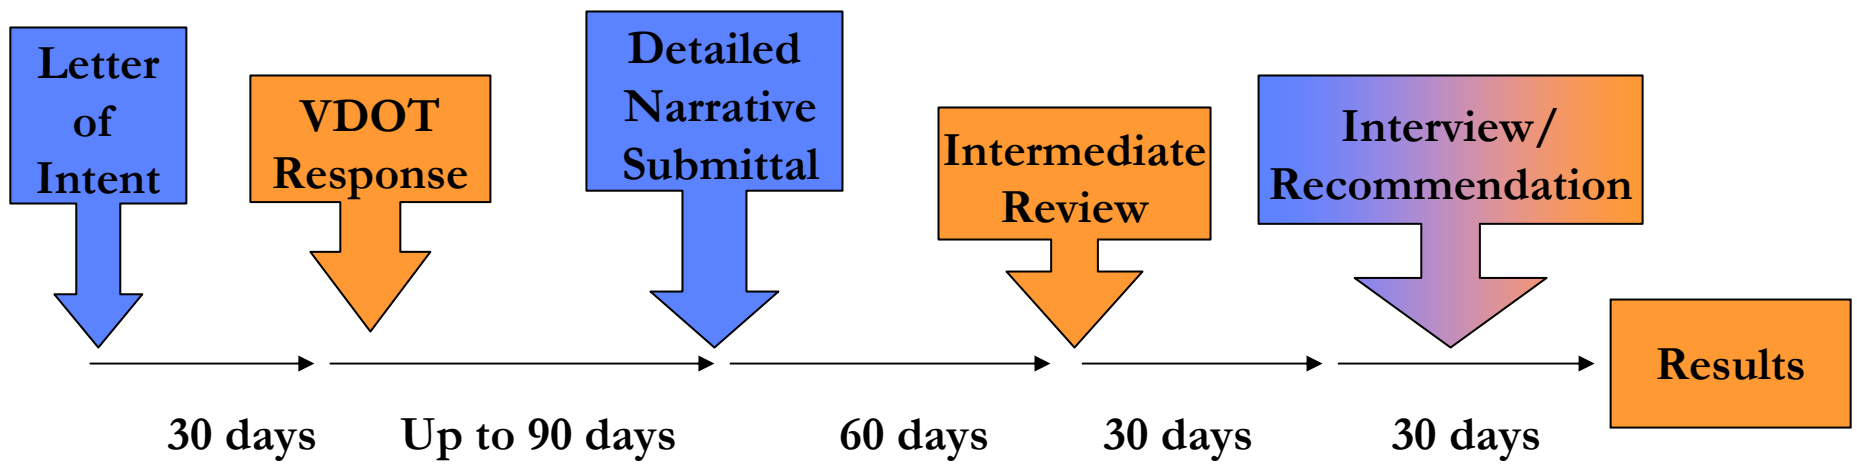 Letter
of
Intent
VDOT
Response
Detailed
Narrative
Submittal
Intermediate
Review
Interview/
Recommendation
Results
30 days
Up to 90 days
60 days
30 days
30 days